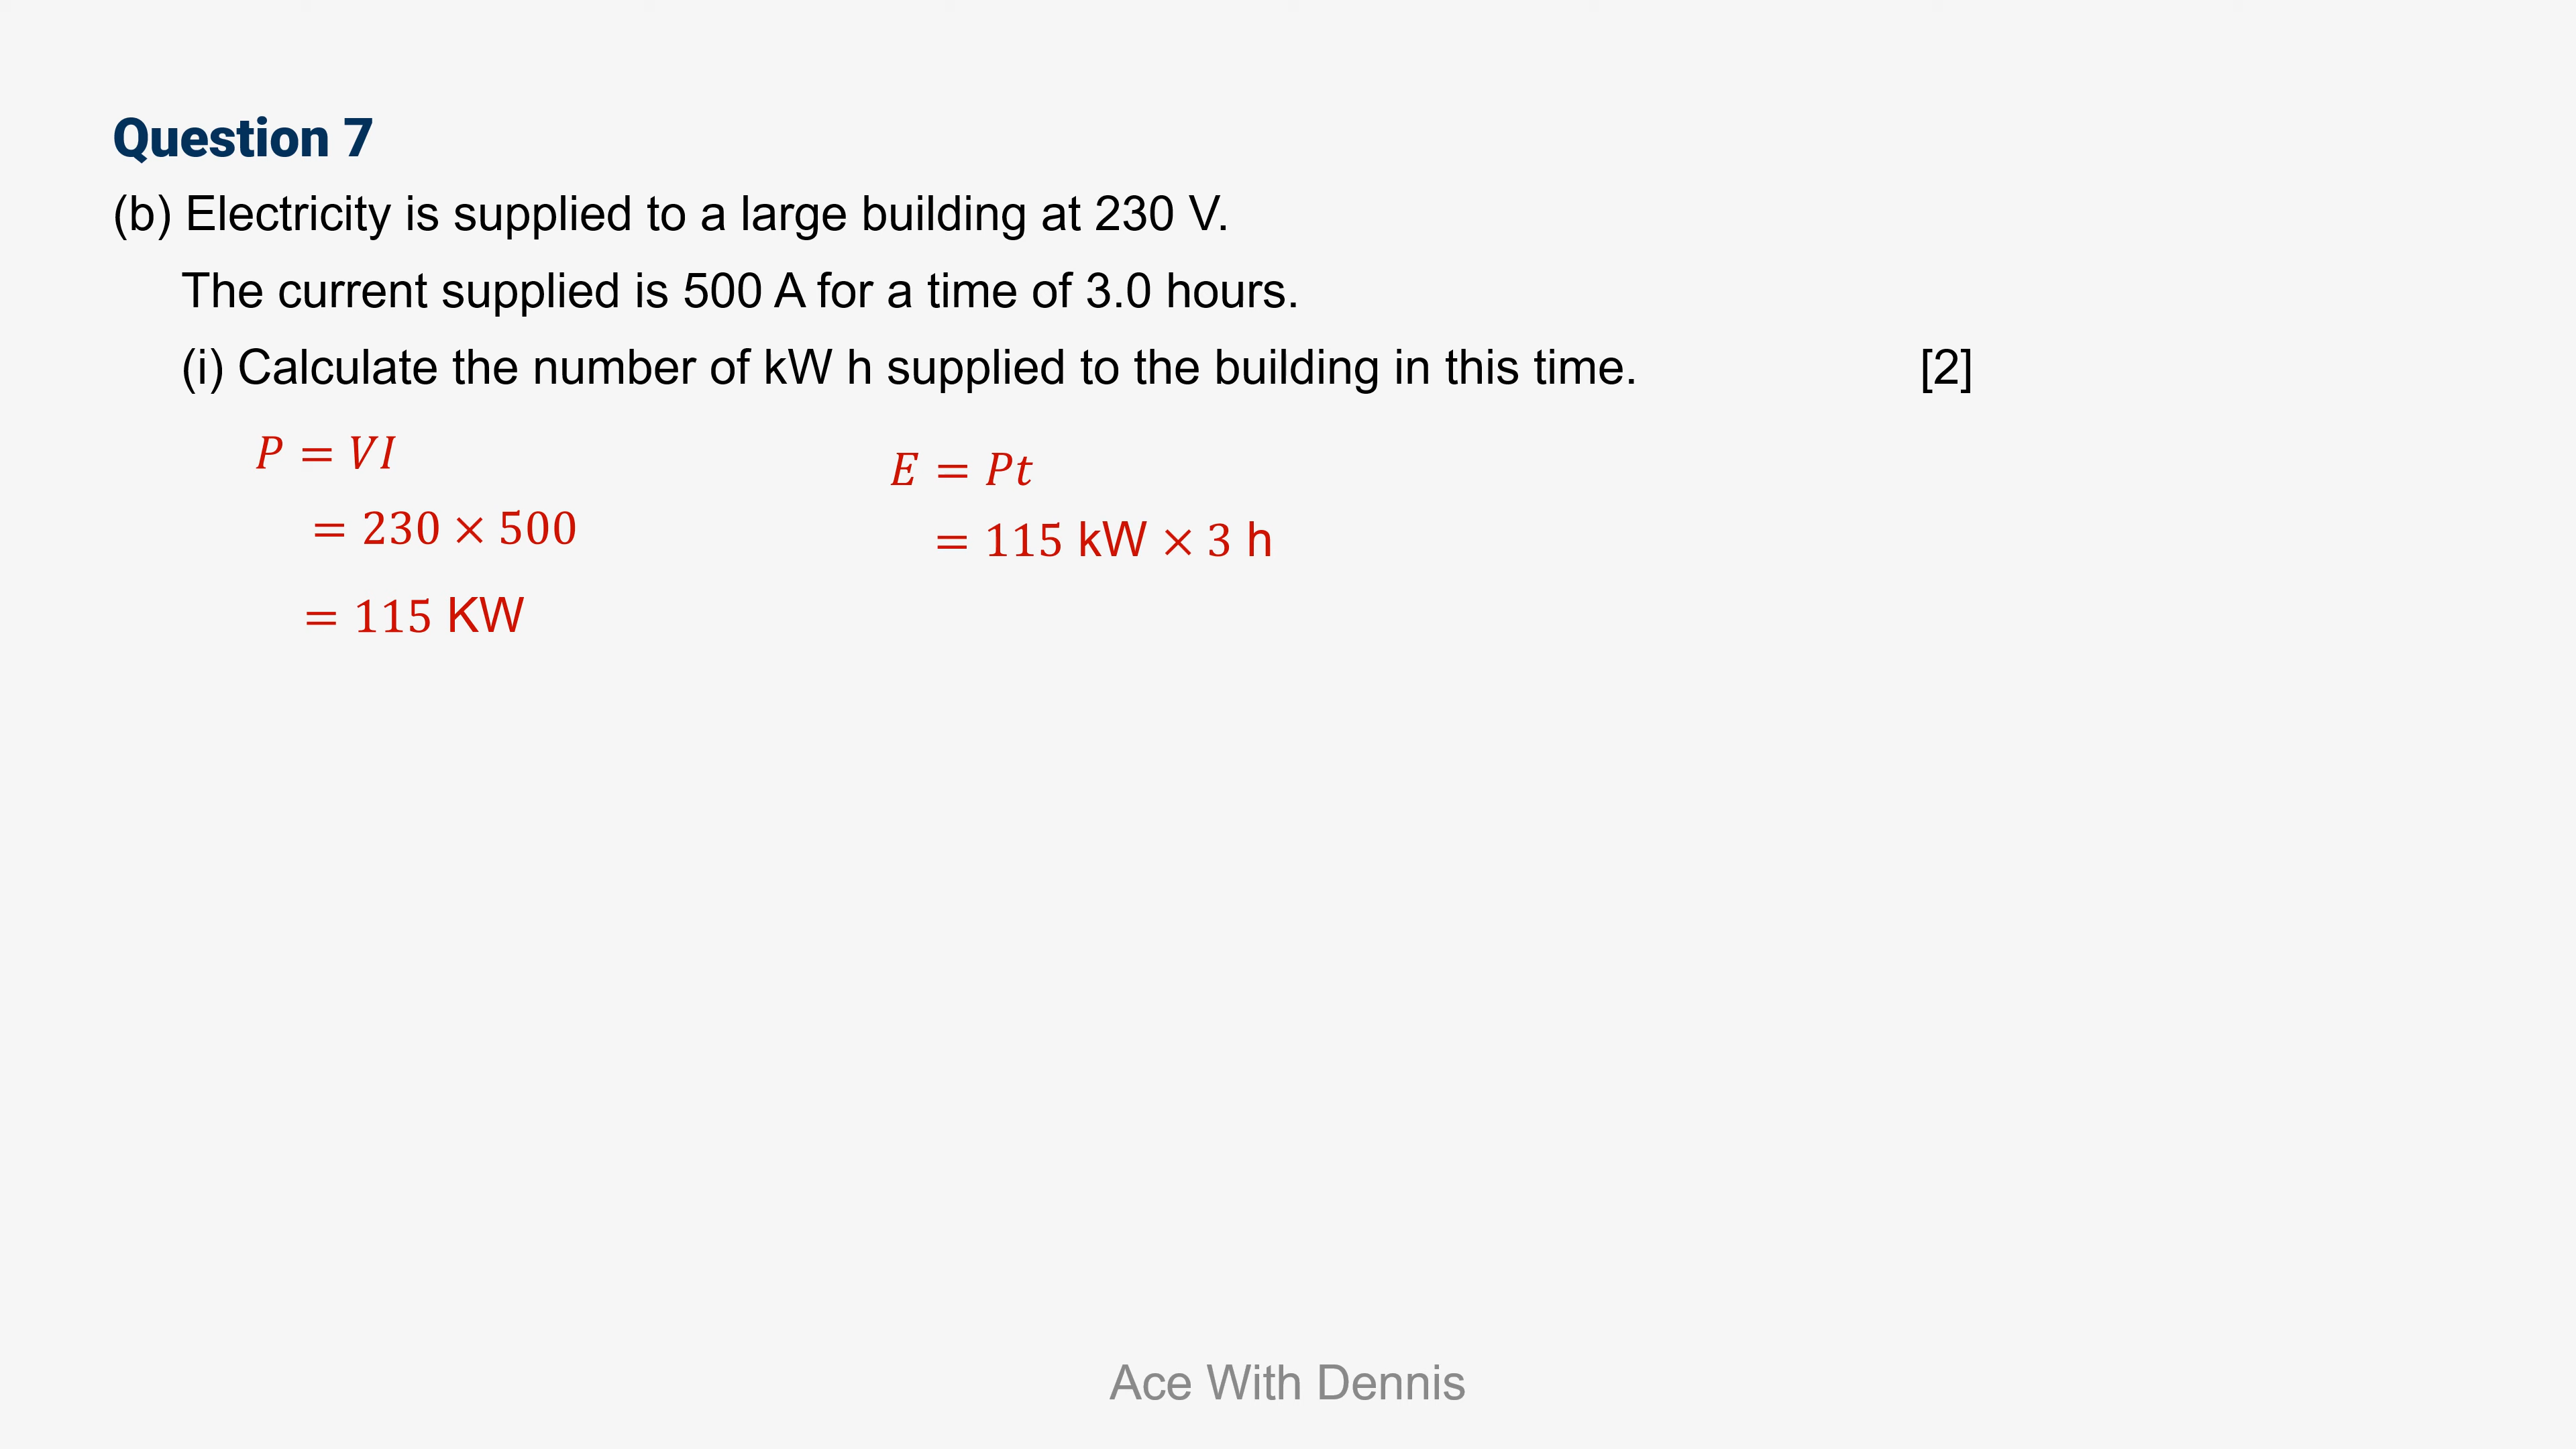 Question 7
(b) Electricity is supplied to a large building at 230 V.
The current supplied is 500 A for a time of 3.0 hours.
(i) Calculate the number of kW h supplied to the building in this time. [2]
P = VI
= 230 × 500
= 115 KW
E = Pt
= 115 kW × 3 h
Ace With Dennis